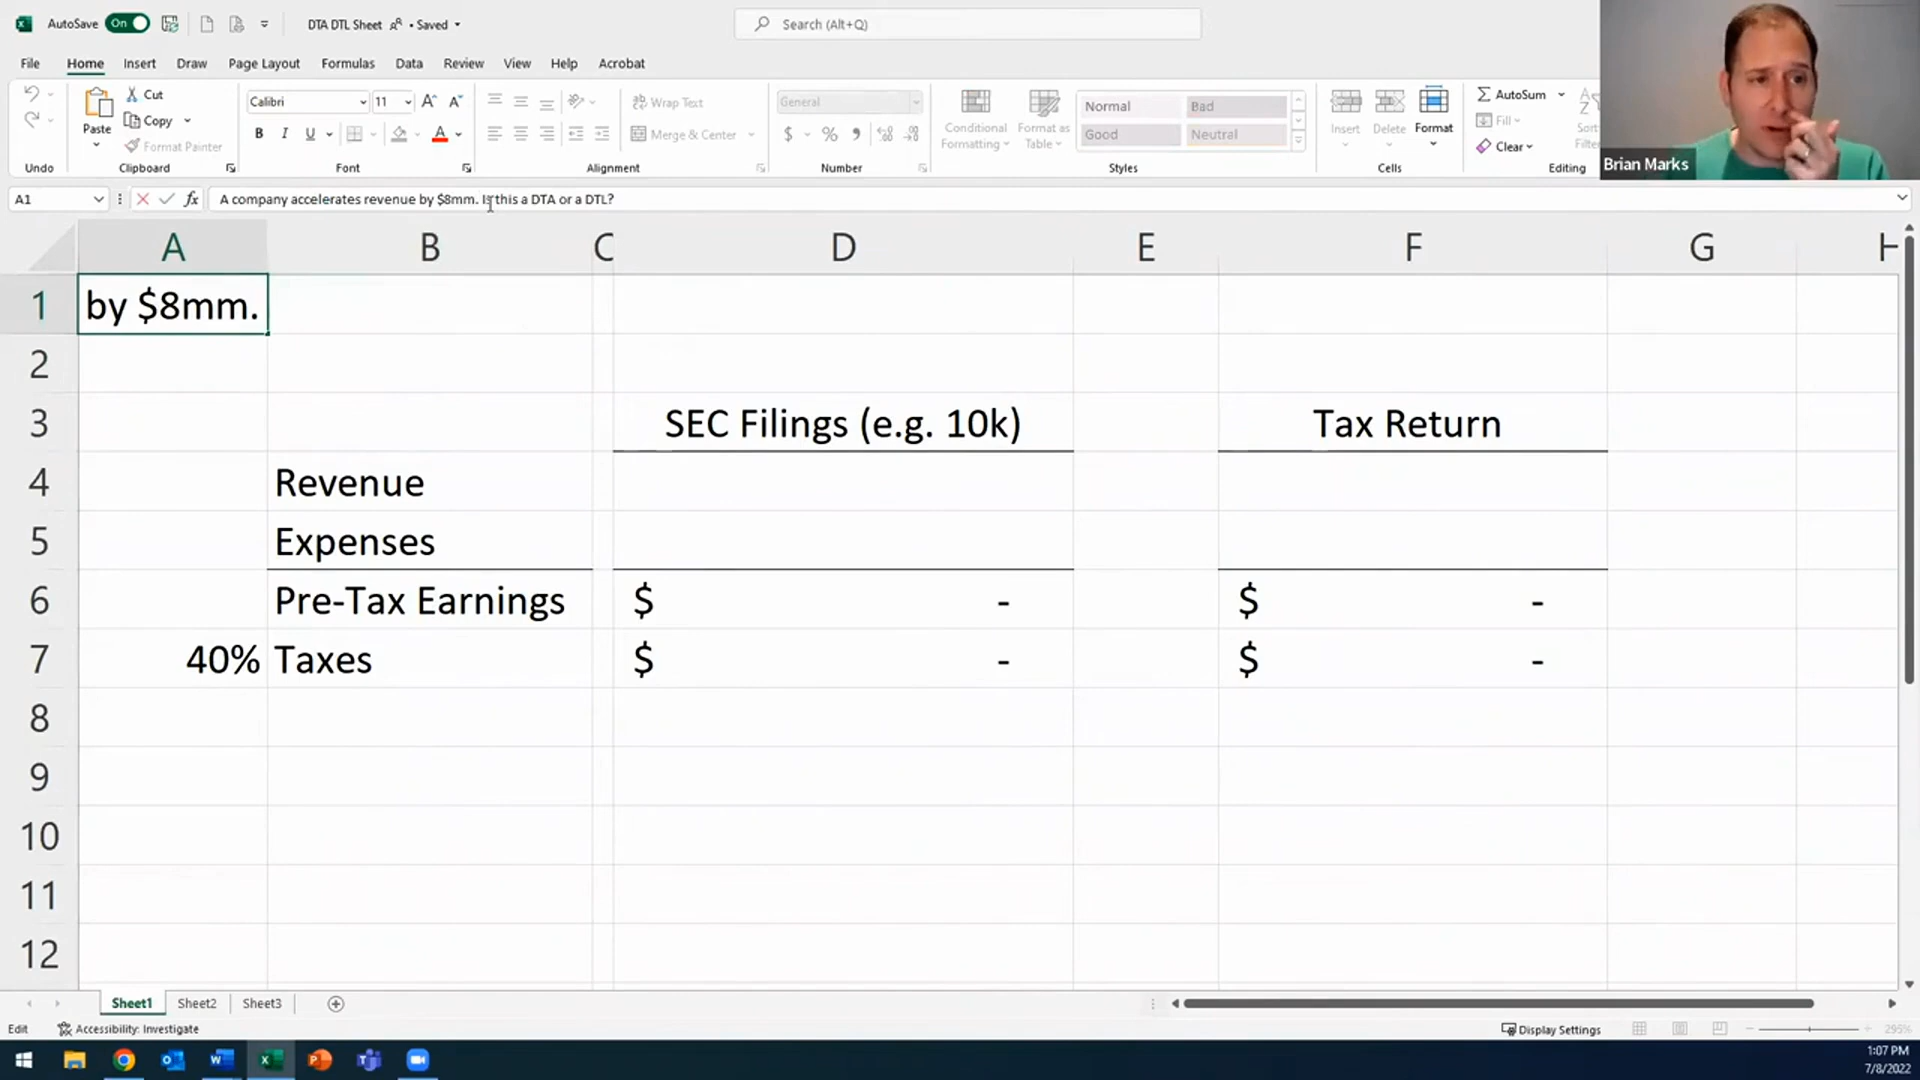 AutoSave On DTA DTL Sheet • Saved Search (Alt+Q)
File Home Insert Draw Page Layout Formulas Data Review View Help Acrobat
Paste Cut Copy Format Painter
Calibri 11 A A B I U A
Wrap Text
Merge & Center
General
$ % ,
Conditional Formatting
Format as Table
Normal Bad
Good Neutral
Insert Delete Format
AutoSum
Fill
Clear
Undo Clipboard Font Alignment Number Styles Cells Editing
Brian Marks
A1 fx A company accelerates revenue by $8mm. Is this a DTA or a DTL?
A B C D E F G H
1 by $8mm.
2
3 SEC Filings (e.g. 10k) Tax Return
4 Revenue
5 Expenses
6 Pre-Tax Earnings $ - $ -
7 40% Taxes $ - $ -
8
9
10
11
12
Sheet1 Sheet2 Sheet3
Edit Accessibility: Investigate Display Settings 295%
1:07 PM
7/8/2022